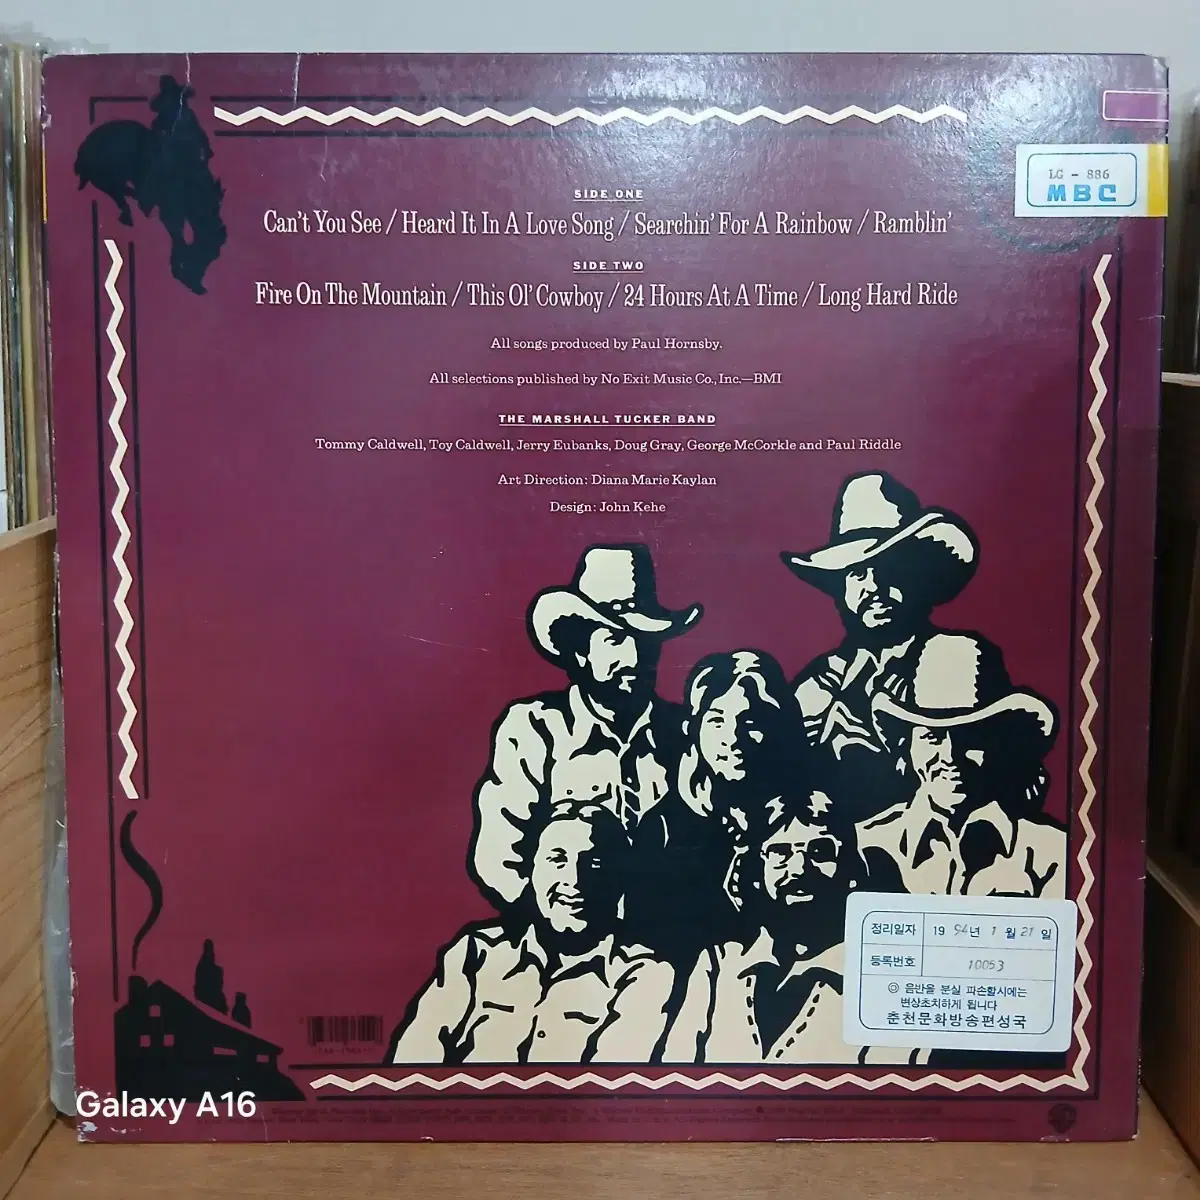 LG - 886
MBC
SIDE ONE
Can't You See / Heard It In A Love Song / Searchin' For A Rainbow / Ramblin'
SIDE TWO
Fire On The Mountain / This Ol' Cowboy / 24 Hours At A Time / Long Hard Ride
All songs produced by Paul Hornsby.
All selections published by No Exit Music Co., Inc.—BMI
THE MARSHALL TUCKER BAND
Tommy Caldwell, Toy Caldwell, Jerry Eubanks, Doug Gray, George McCorkle and Paul Riddle
Art Direction: Diana Marie Kaylan
Design: John Kehe
정리일자 19 94년 1 월 21 일
등록번호 10053
◎ 음반을 분실 파손할시에는
변상조치하게 됩니다
춘천문화방송편성국
Galaxy A16